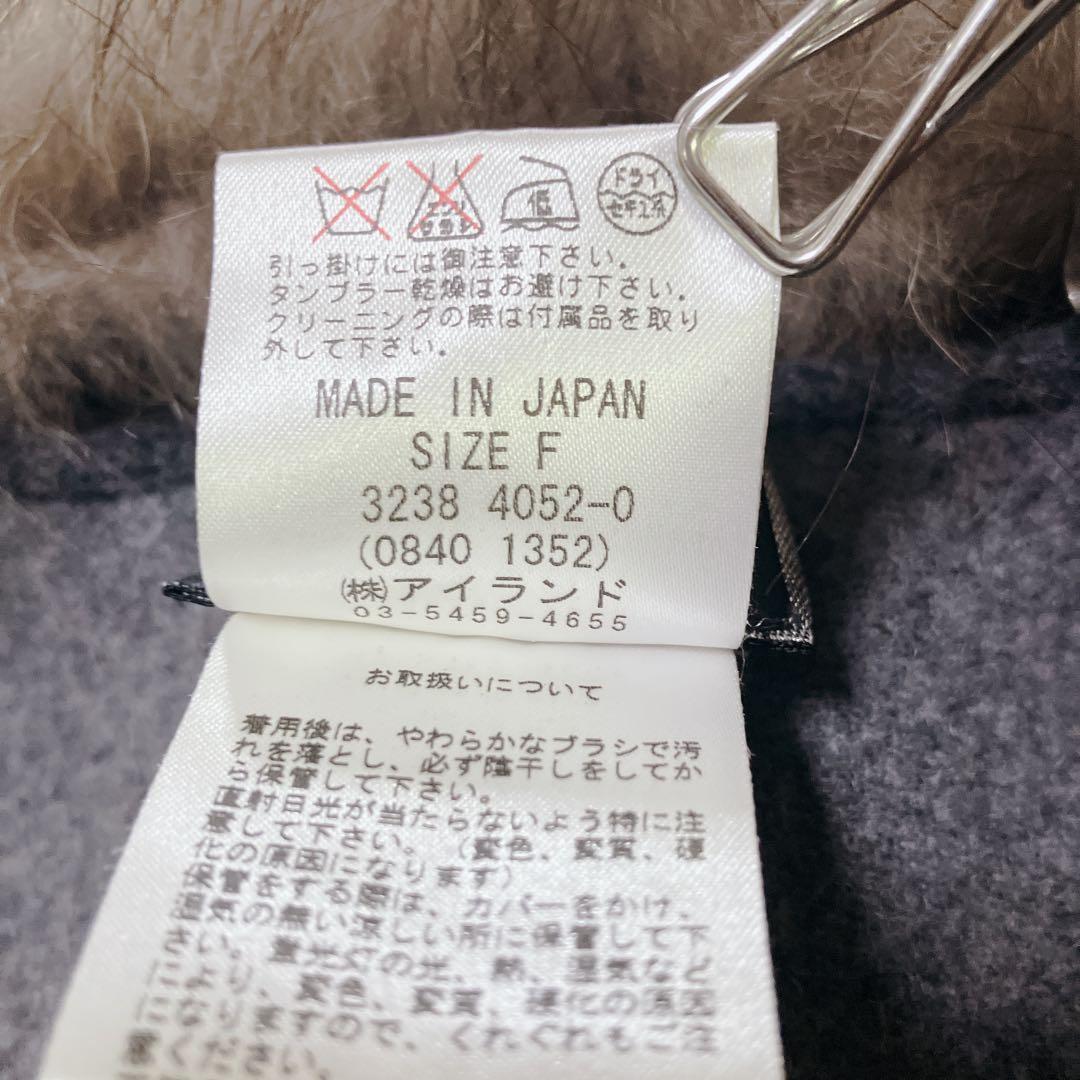 エンソ
サラシ
低
ドライ
セキユ系
引っ掛けには御注意下さい.
タンブラー乾燥はお避け下さい.
クリーニングの際は付属品を取り
外して下さい.
MADE IN JAPAN
SIZE F
3238 4052-0
(0840 1352)
㈱アイランド
03-5459-4655
お取扱いについて
着用後は、やわらかなブラシで汚
れを落とし、必ず陰干しをしてか
ら保管して下さい。
直射日光が当たらないよう特に注
意して下さい。(変色、変質、硬
化の原因になります)
保管をする際は、カバーをかけ、
湿気の無い涼しい所に保管して下
さい。蛍光灯の光、熱、湿気など
により、変色、変質、硬化の原因
になりますので、くれぐれもご注
意ください。